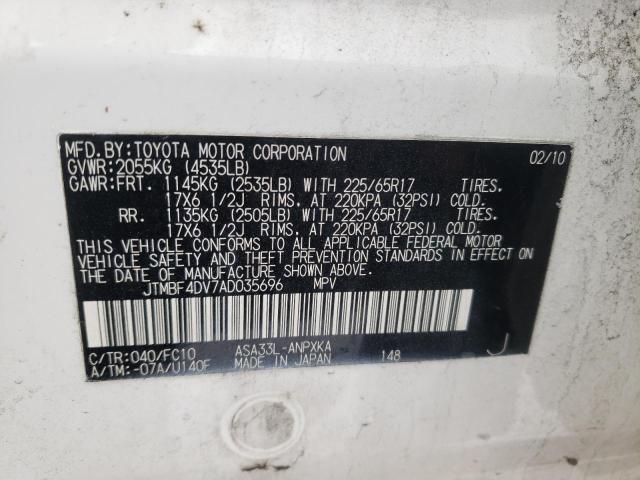 MFD.BY:TOYOTA MOTOR CORPORATION 02/10
GVWR:2055KG (4535LB)
GAWR:FRT. 1145KG (2535LB) WITH 225/65R17 TIRES.
17X6 1/2J RIMS. AT 220KPA (32PSI) COLD.
RR. 1135KG (2505LB) WITH 225/65R17 TIRES.
17X6 1/2J RIMS. AT 220KPA (32PSI) COLD.
THIS VEHICLE CONFORMS TO ALL APPLICABLE FEDERAL MOTOR
VEHICLE SAFETY AND THEFT PREVENTION STANDARDS IN EFFECT ON
THE DATE OF MANUFACTURE SHOWN ABOVE.
JTMBF4DV7AD035696 MPV
C/TR:040/FC10 ASA33L-ANPXKA J
A/TM:-07A/U140F MADE IN JAPAN 148